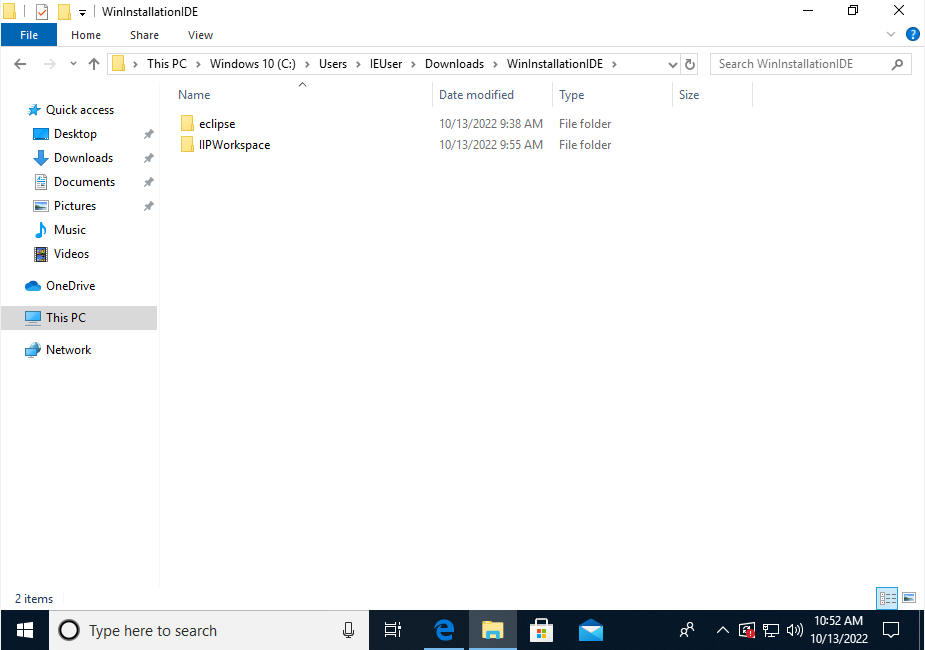 WinInstallationIDE
File Home Share View
This PC Windows 10 (C:) Users IEUser Downloads WinInstallationIDE
Search WinInstallationIDE
Name Date modified Type Size
Quick access
Desktop
Downloads
Documents
Pictures
Music
Videos
OneDrive
This PC
Network
eclipse 10/13/2022 9:38 AM File folder
IIPWorkspace 10/13/2022 9:55 AM File folder
2 items
Type here to search
10:52 AM
10/13/2022